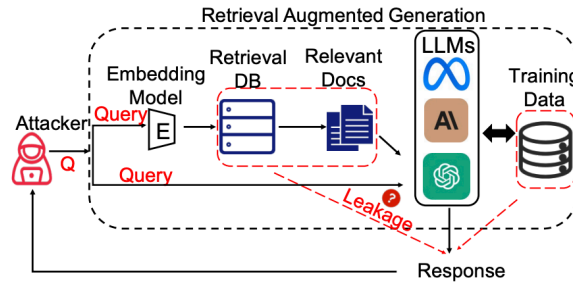 Retrieval Augmented Generation
LLMs
Retrieval
DB
Relevant
Docs
Embedding
Model
Training
Data
Attacker
Query
E
A\
Q
Query
Leakage
?
Response